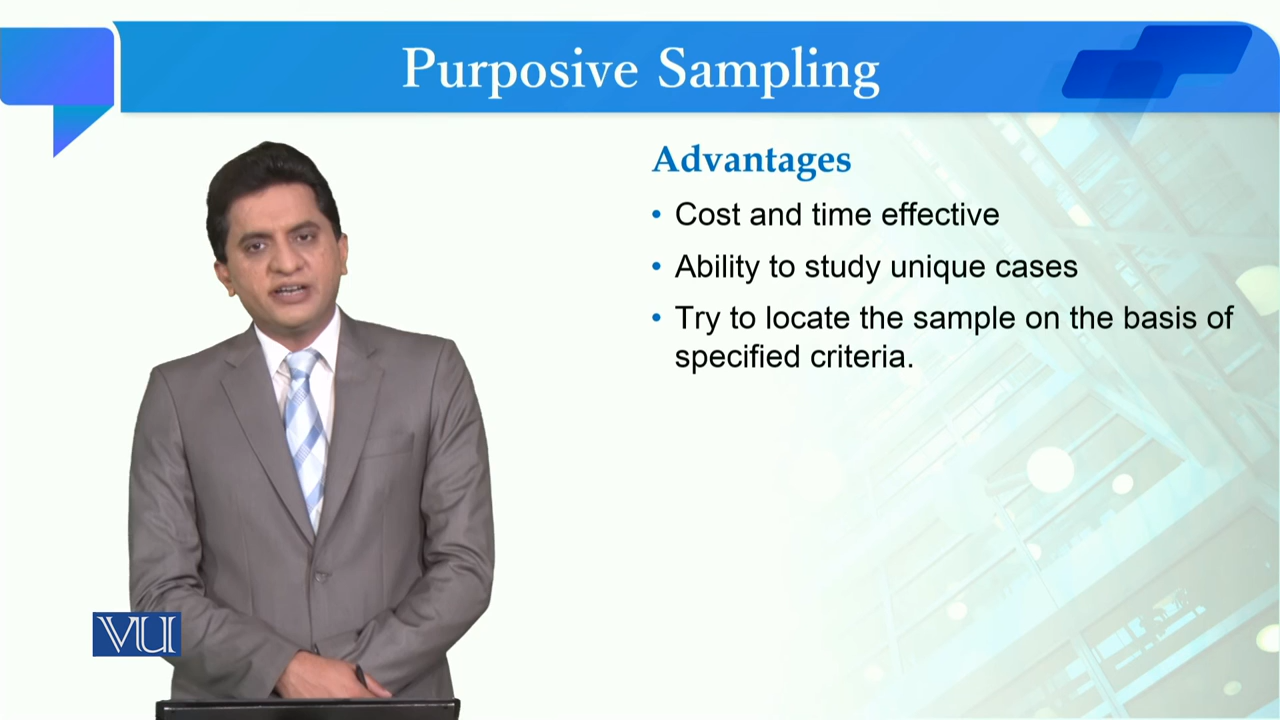 Purposive Sampling
Advantages
• Cost and time effective
• Ability to study unique cases
• Try to locate the sample on the basis of
specified criteria.
VU